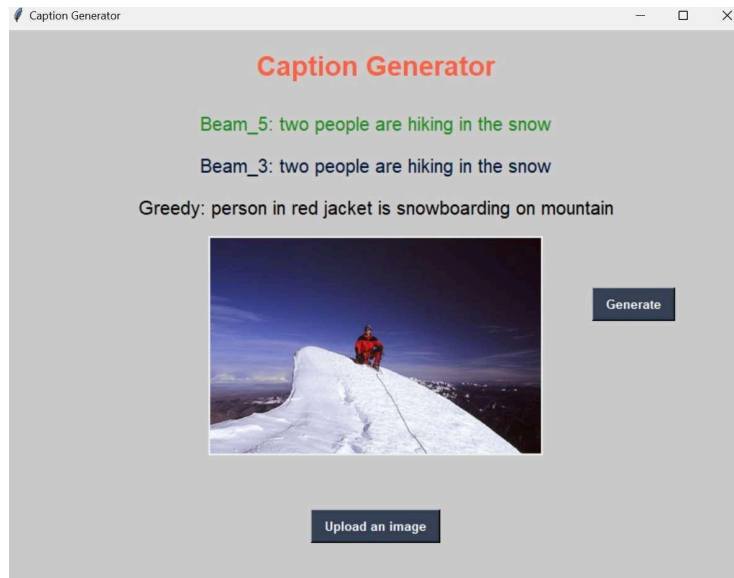 Caption Generator
Caption Generator
Beam_5: two people are hiking in the snow
Beam_3: two people are hiking in the snow
Greedy: person in red jacket is snowboarding on mountain
Generate
Upload an image